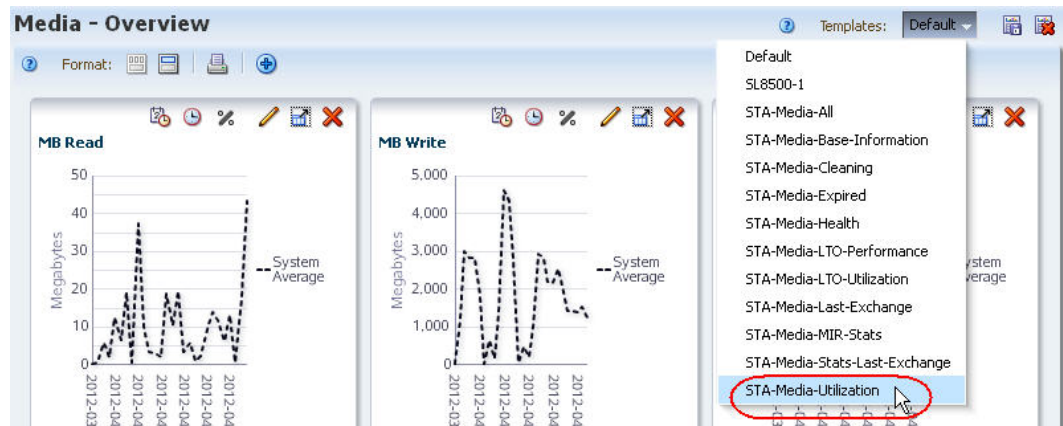 Media - Overview
Templates: Default
Format:
MB Read
50
40
30
20
10
0
Megabytes
System
Average
2012-03
2012-04
2012-04
2012-04
2012-04
2012-04
2012-04
MB Write
5,000
4,000
3,000
2,000
1,000
0
Megabytes
System
Average
2012-03
2012-04
2012-04
2012-04
2012-04
2012-04
2012-04
Default
SL8500-1
STA-Media-All
STA-Media-Base-Information
STA-Media-Cleaning
STA-Media-Expired
STA-Media-Health
STA-Media-LTO-Performance
STA-Media-LTO-Utilization
STA-Media-Last-Exchange
STA-Media-MIR-Stats
STA-Media-Stats-Last-Exchange
STA-Media-Utilization